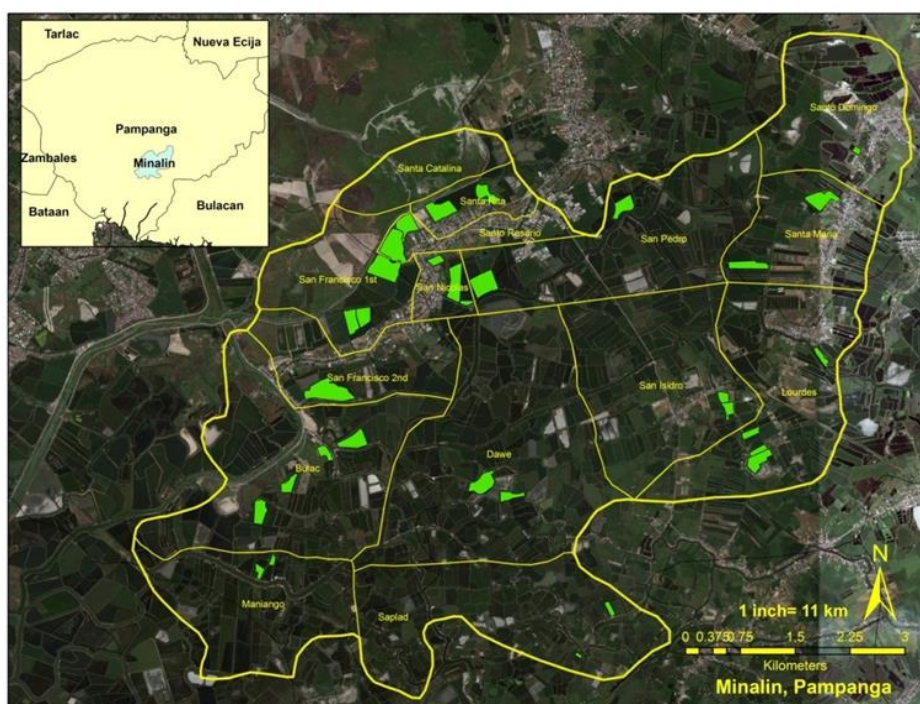 Tarlac
Nueva Ecija
Pampanga
Zambales
Minalin
Bataan
Bulacan
Santo Domingo
Santa Catalina
Santa Rita
Santo Rosario
San Pedro
Santa Maria
San Francisco 1st
San Nicolas
San Francisco 2nd
San Isidro
Lourdes
Bulac
Dawe
Maniango
Saplad
N
1 inch= 11 km
0 0.375 0.75 1.5 2.25 3
Kilometers
Minalin, Pampanga